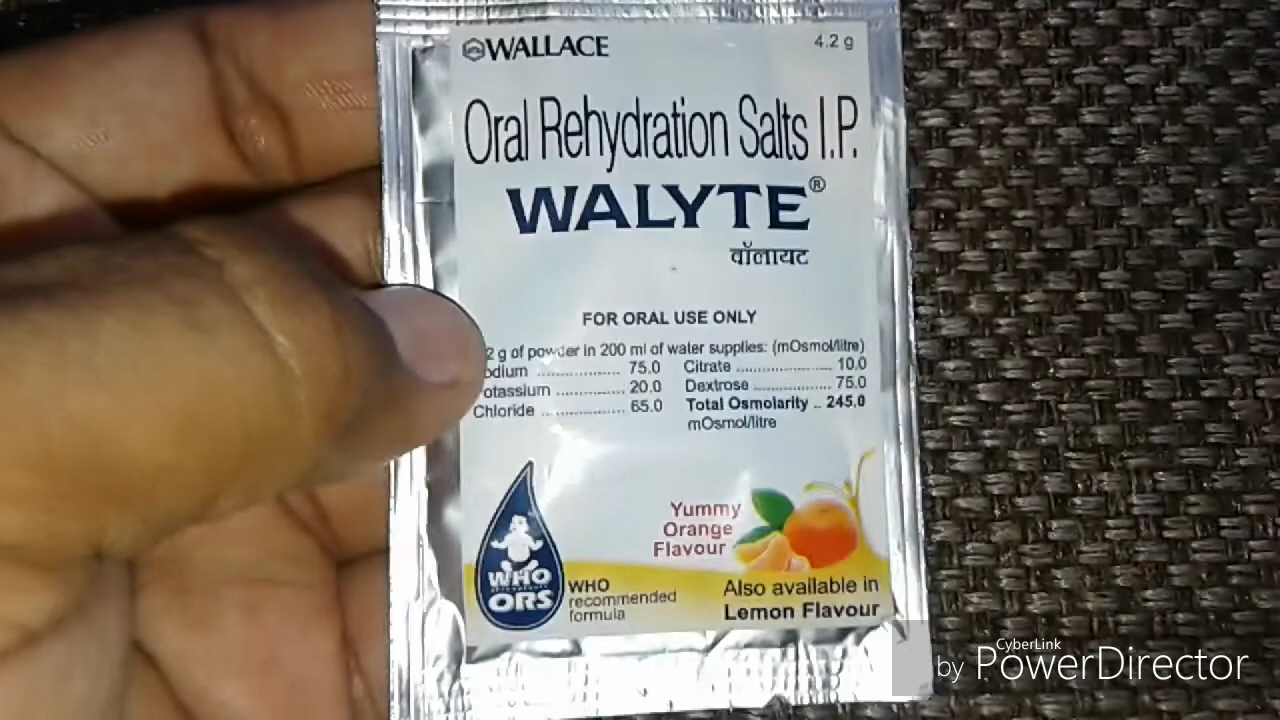 WALLACE
4.2 g
Oral Rehydration Salts I.P.
WALYTE®
वॉलायट
FOR ORAL USE ONLY
2 g of powder in 200 ml of water supplies: (mOsmol/litre)
odium ................... 75.0
otassium ............... 20.0
Chloride .................. 65.0
Citrate ..................... 10.0
Dextrose ................. 75.0
Total Osmolarity .. 245.0
mOsmol/litre
Yummy
Orange
Flavour
WHO
ORS
WHO
recommended
formula
Also available in
Lemon Flavour
by CyberLink
PowerDirector